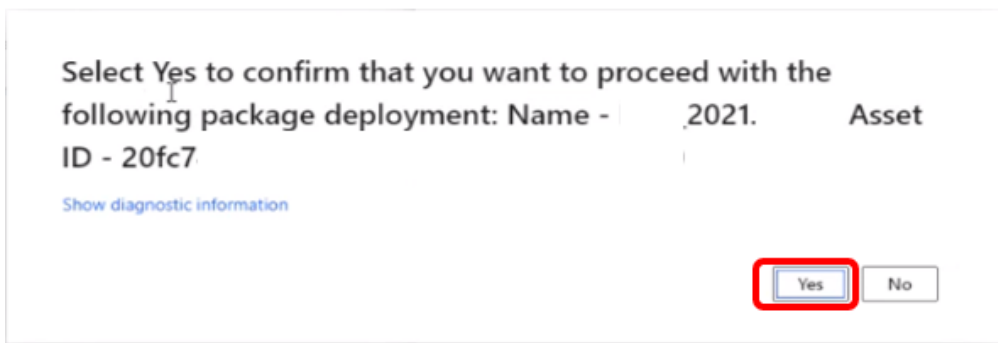 Select Yes to confirm that you want to proceed with the
following package deployment: Name - 2021. Asset
ID - 20fc7
Show diagnostic information
Yes No